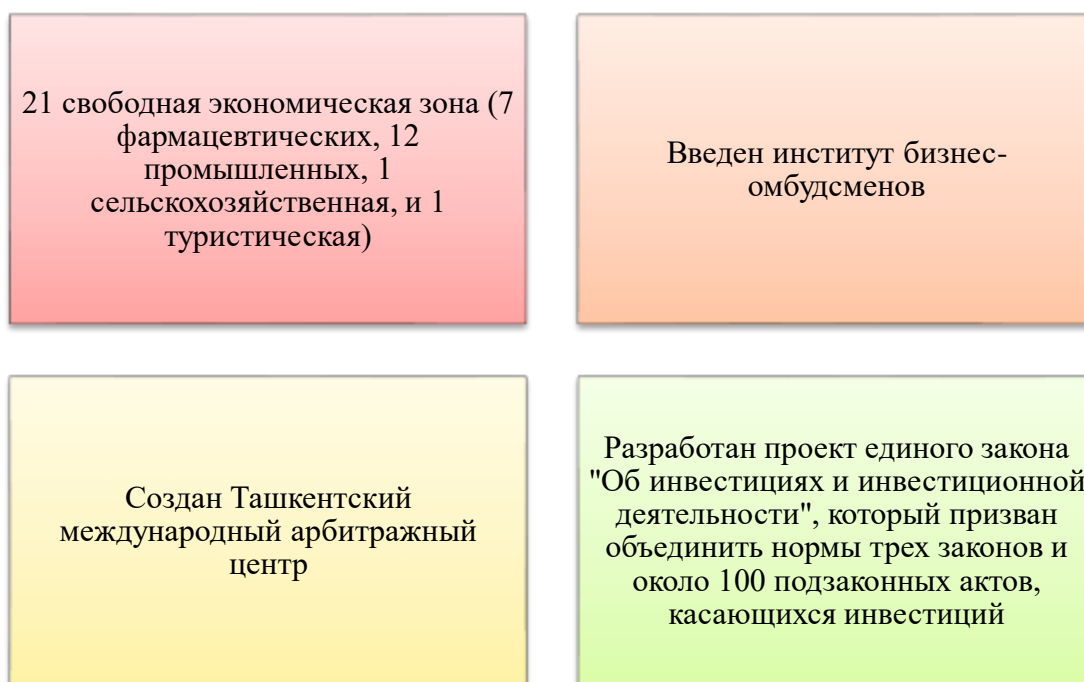 21 свободная экономическая зона (7
фармацевтических, 12
промышленных, 1
сельскохозяйственная, и 1
туристическая)
Введен институт бизнес-
омбудсменов
Создан Ташкентский
международный арбитражный
центр
Разработан проект единого закона
"Об инвестициях и инвестиционной
деятельности", который призван
объединить нормы трех законов и
около 100 подзаконных актов,
касающихся инвестиций